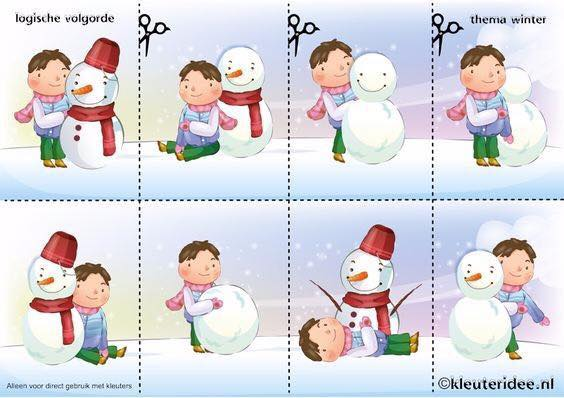 logische volgorde
thema winter
Alleen voor direct gebruik met kleuters
©kleuteridee.nl